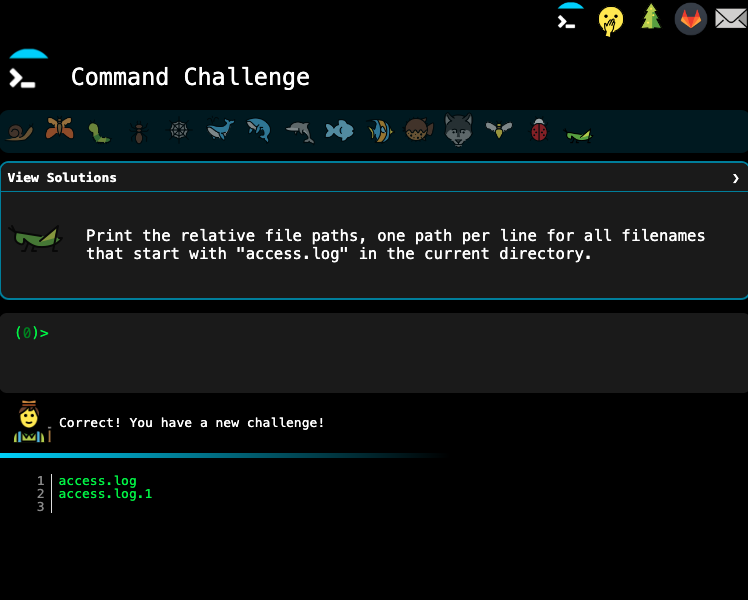 Command Challenge
View Solutions ❯
Print the relative file paths, one path per line for all filenames
that start with "access.log" in the current directory.
(0)>
Correct! You have a new challenge!
1 access.log
2 access.log.1
3